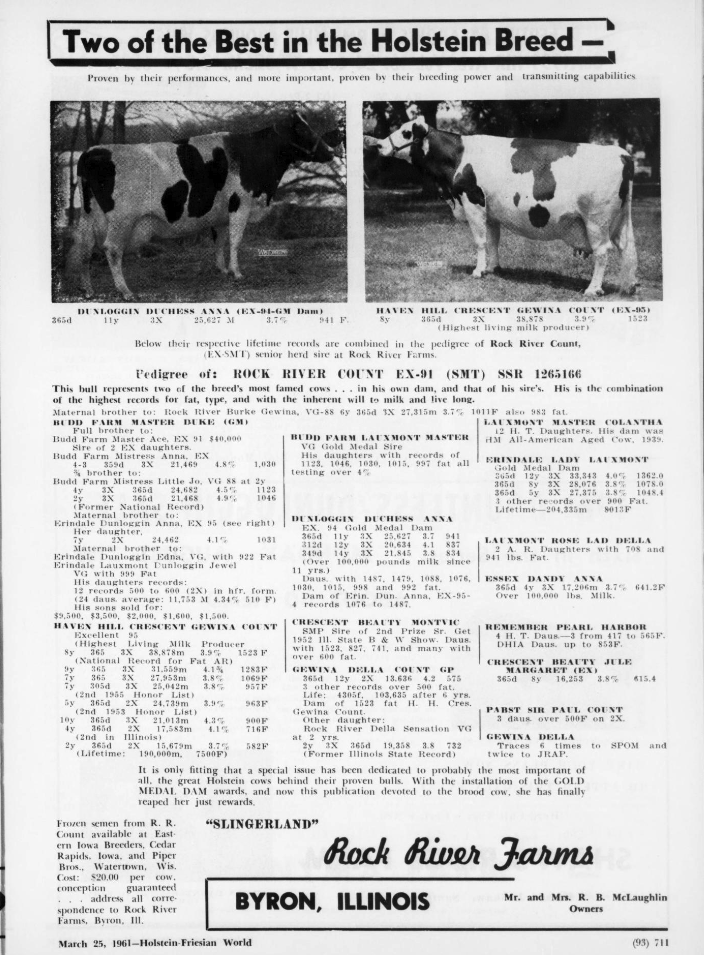 Two of the Best in the Holstein Breed —
Proven by their performances, and more important, proven by their breeding power and transmitting capabilities
DUNLOGGIN DUCHESS ANNA (EX-94-GM Dam)
365d 11y 3X 25,627 M 3.7% 941 F.
HAVEN HILL CRESCENT GEWINA COUNT (EX-95)
8y 365d 3X 38,878 3.9% 1523
(Highest living milk producer)
Below their respective lifetime records are combined in the pedigree of Rock River Count,
(EX-SMT) senior herd sire at Rock River Farms.
Pedigree of: ROCK RIVER COUNT EX-91 (SMT) SSR 1265166
This bull represents two of the breed's most famed cows . . . in his own dam, and that of his sire's. His is the combination
of the highest records for fat, type, and with the inherent will to milk and live long.
Maternal brother to: Rock River Burke Gewina, VG-88 6y 365d 3X 27,315m 3.7% 1011F also 983 fat.
BUDD FARM MASTER DUKE (GM)
Full brother to:
Budd Farm Master Ace, EX 91 $40,000
Sire of 2 EX daughters.
Budd Farm Mistress Anna, EX
4-3 359d 3X 21,469 4.8% 1,030
¾ brother to:
Budd Farm Mistress Little Jo, VG 88 at 2y
4y 3X 365d 24,682 4.5% 1123
2y 3X 365d 21,468 4.9% 1046
(Former National Record)
Maternal brother to:
Erindale Dunloggin Anna, EX 95 (see right)
Her daughter,
7y 2X 24,462 4.1% 1031
Maternal brother to:
Erindale Dunloggin Edna, VG, with 922 Fat
Erindale Lauxmont Dunloggin Jewel
VG with 999 Fat
His daughters records:
12 records 500 to 600 (2X) in hfr. form.
(24 daus. average: 11,753 M 4.34% 510 F)
His sons sold for:
$9,500, $3,500, $2,000, $1,600, $1,500.
HAVEN HILL CRESCENT GEWINA COUNT
Excellent 95
(Highest Living Milk Producer
8y 365 3X 38,878m 3.9% 1523 F
(National Record for Fat AR)
9y 365 3X 31,559m 4.1% 1283F
7y 365 3X 27,953m 3.8% 1069F
7y 305d 3X 25,042m 3.8% 957F
(2nd 1955 Honor List)
5y 365d 2X 24,739m 3.9% 963F
(2nd 1953 Honor List)
10y 365d 3X 21,013m 4.3% 900F
4y 365d 2X 17,583m 4.1% 716F
(2nd in Illinois)
2y 365d 2X 15,679m 3.7% 582F
(Lifetime: 190,000m, 7500F)
BUDD FARM LAUXMONT MASTER
VG Gold Medal Sire
His daughters with records of
1123, 1046, 1030, 1015, 997 fat all
testing over 4%
DUNLOGGIN DUCHESS ANNA
EX, 94 Gold Medal Dam
365d 11y 3X 25,627 3.7 941
312d 12y 3X 20,634 4.1 837
349d 14y 3X 21,845 3.8 834
(Over 100,000 pounds milk since
11 yrs.)
Daus. with 1487, 1479, 1088, 1076,
1030, 1015, 998 and 992 fat.
Dam of Erin. Dun. Anna, EX-95-
4 records 1076 to 1487.
CRESCENT BEAUTY MONTVIC
SMP Sire of 2nd Prize Sr. Get
1952 Ill. State B & W Show. Daus.
with 1523, 827, 741, and many with
over 600 fat.
GEWINA DELLA COUNT GP
365d 12y 2X 13,636 4.2 575
3 other records over 500 fat.
Life: 4305f, 103,635 after 6 yrs.
Dam of 1523 fat H. H. Cres.
Gewina Count.
Other daughter:
Rock River Della Sensation VG
at 2 yrs.
2y 3X 365d 19,358 3.8 732
(Former Illinois State Record)
LAUXMONT MASTER COLANTHA
12 H. T. Daughters. His dam was
HM All-American Aged Cow, 1939.
ERINDALE LADY LAUXMONT
Gold Medal Dam
365d 12y 3X 33,343 4.0% 1362.0
365d 8y 3X 28,076 3.8% 1078.0
365d 5y 3X 27,375 3.8% 1048.4
3 other records over 900 Fat.
Lifetime—204,335m 8013F
LAUXMONT ROSE LAD DELLA
2 A. R. Daughters with 708 and
941 lbs. Fat.
ESSEX DANDY ANNA
365d 4y 3X 17,206m 3.7% 641.2F
Over 100,000 lbs. Milk.
REMEMBER PEARL HARBOR
4 H. T. Daus.—3 from 417 to 565F.
DHIA Daus. up to 853F.
CRESCENT BEAUTY JULE
MARGARET (EX)
365d 8y 16,253 3.8% 615.4
PABST SIR PAUL COUNT
3 daus. over 500F on 2X.
GEWINA DELLA
Traces 6 times to SPOM and
twice to JRAP.
It is only fitting that a special issue has been dedicated to probably the most important of
all, the great Holstein cows behind their proven bulls. With the installation of the GOLD
MEDAL DAM awards, and now this publication devoted to the brood cow, she has finally
reaped her just rewards.
Frozen semen from R. R.
Count available at East-
ern Iowa Breeders, Cedar
Rapids, Iowa, and Piper
Bros., Watertown, Wis.
Cost: $20.00 per cow,
conception guaranteed
. . . address all corre-
spondence to Rock River
Farms, Byron, Ill.
"SLINGERLAND"
Rock River Farms
BYRON, ILLINOIS
Mr. and Mrs. R. B. McLaughlin
Owners
March 25, 1961—Holstein-Friesian World
(93) 711